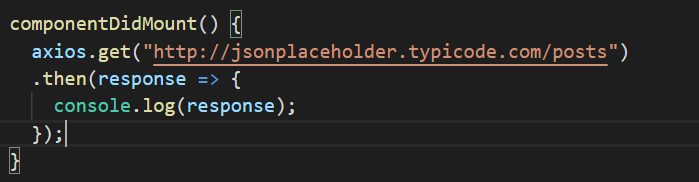 componentDidMount() {
  axios.get("http://jsonplaceholder.typicode.com/posts")
  .then(response => {
    console.log(response);
  });
}